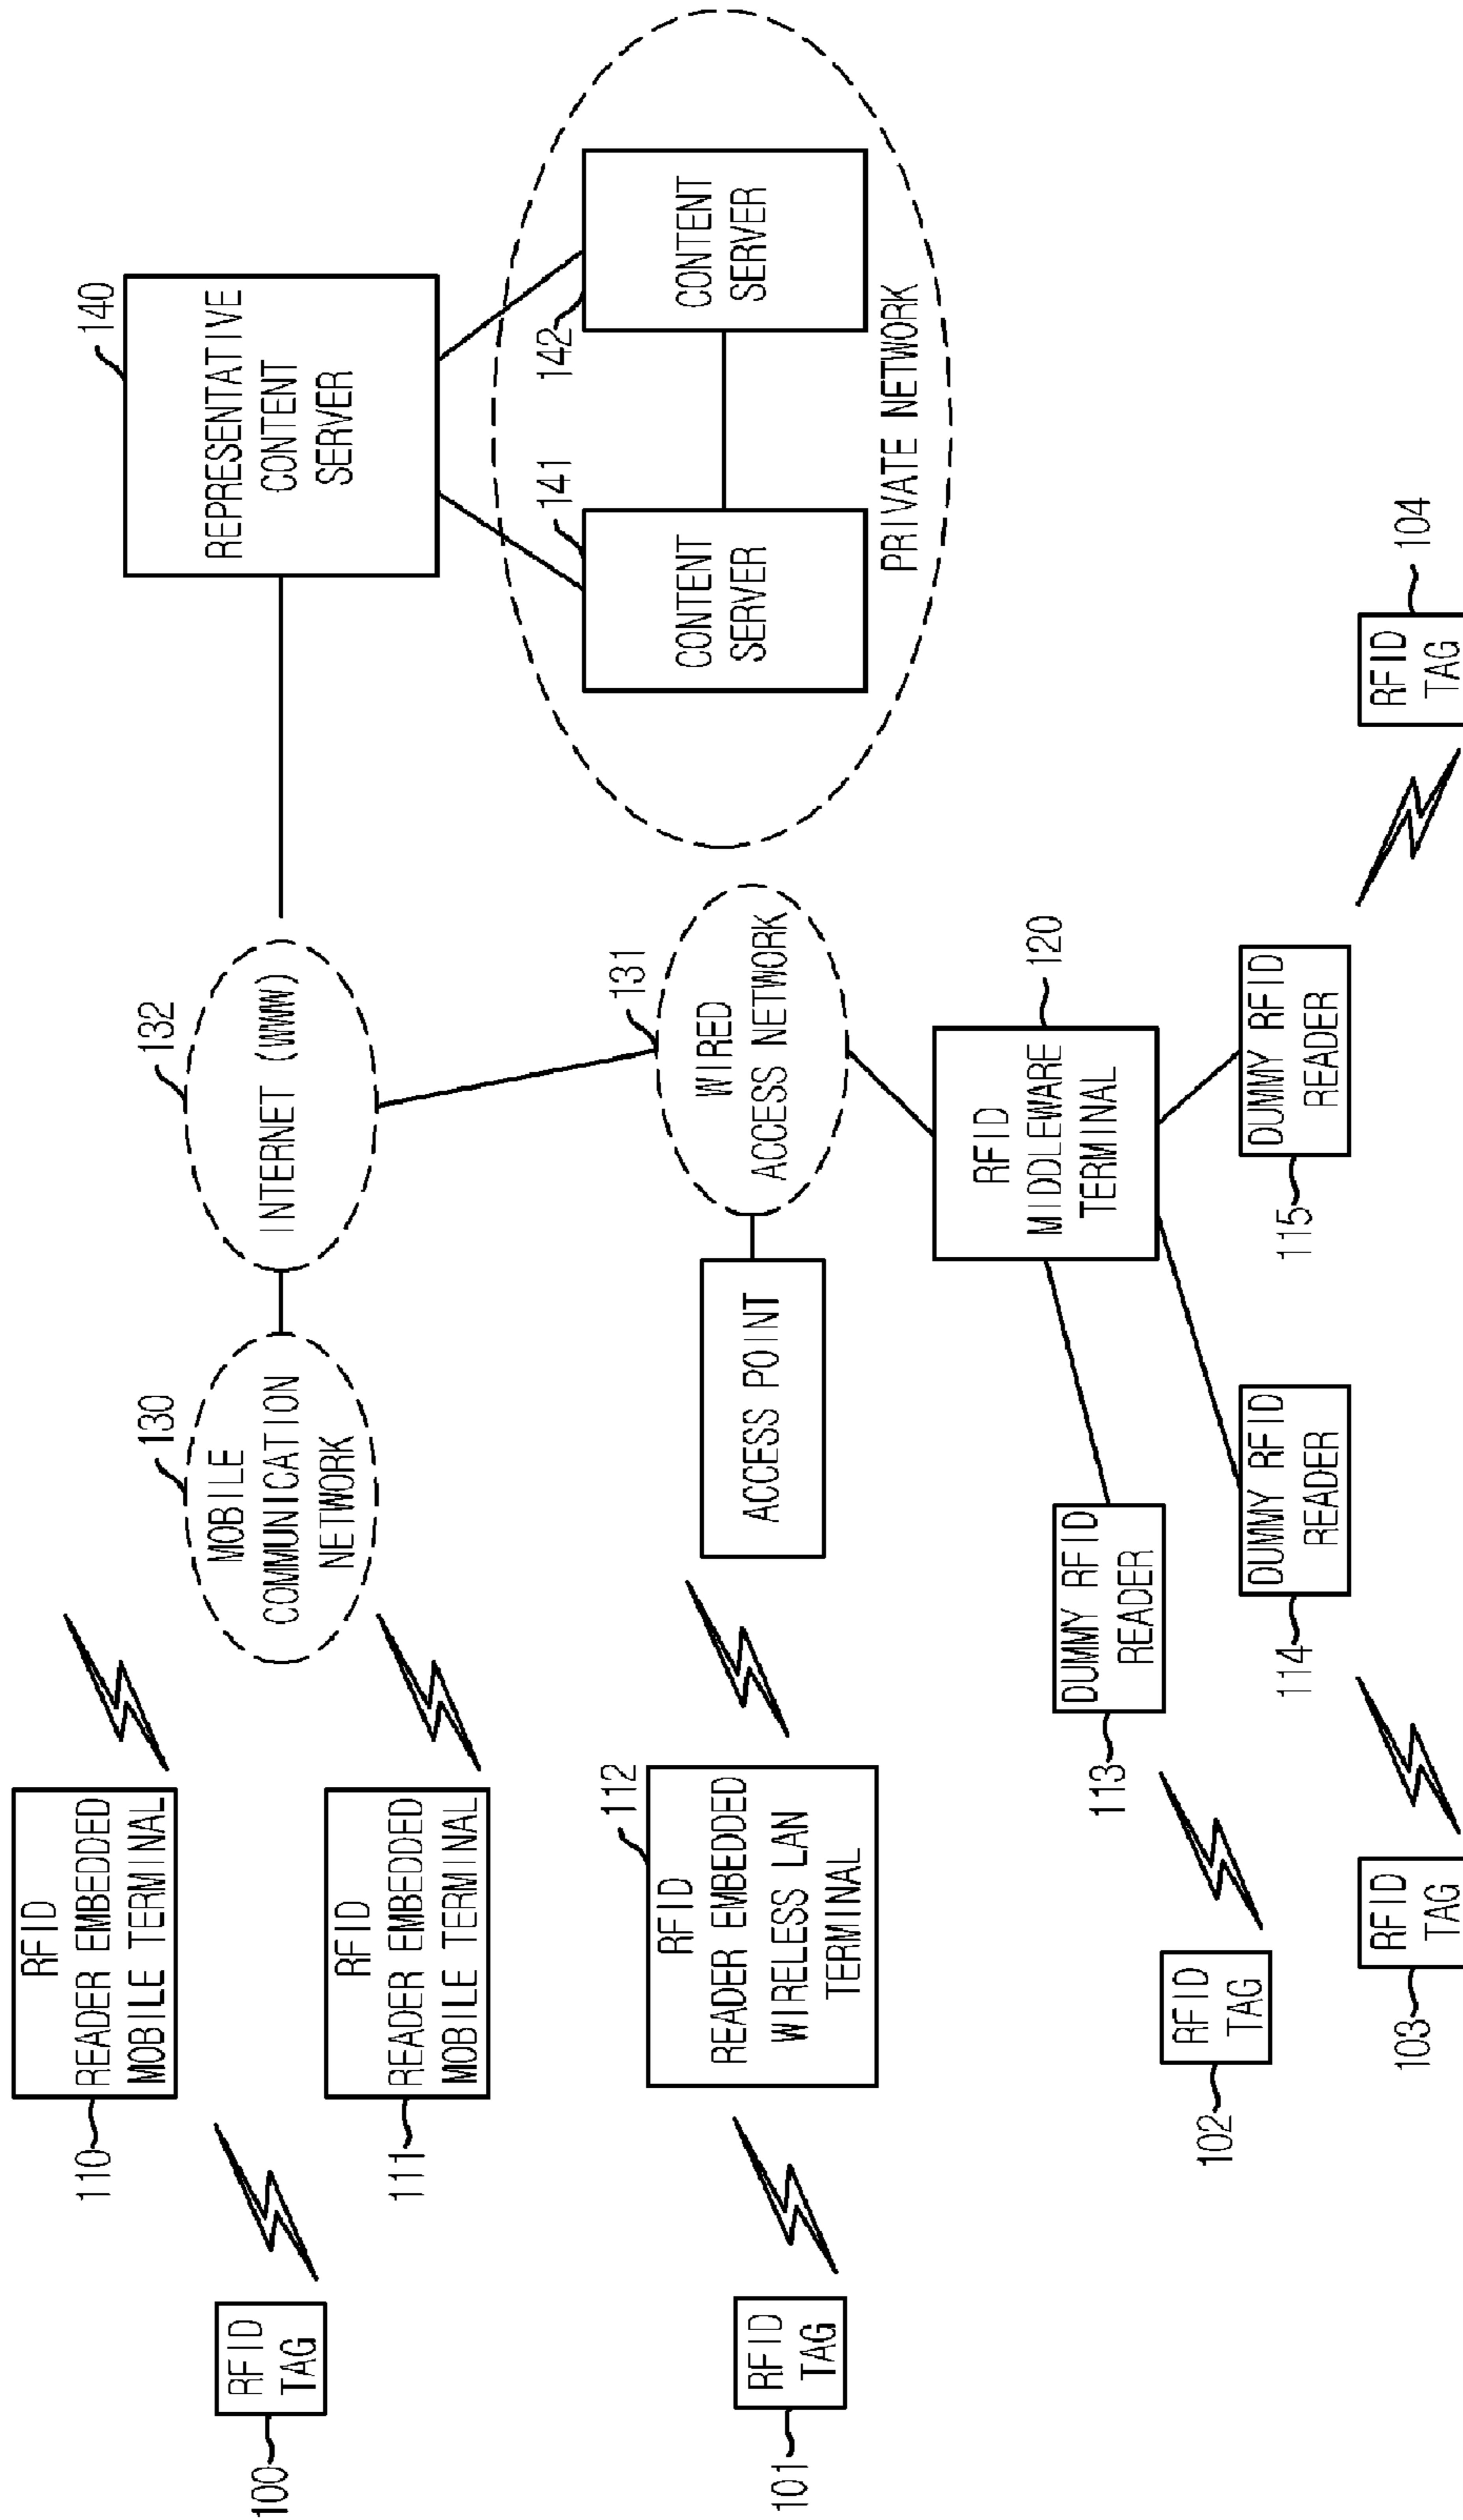 110
RFID
READER EMBEDDED
MOBILE TERMINAL
100
RFID
TAG
111
RFID
READER EMBEDDED
MOBILE TERMINAL
130
MOBILE
COMMUNICATION
NETWORK
132
INTERNET (WWW)
140
REPRESENTATIVE
CONTENT
SERVER
141
CONTENT
SERVER
142
CONTENT
SERVER
PRIVATE NETWORK
101
RFID
TAG
112
RFID
READER EMBEDDED
WIRELESS LAN
TERMINAL
ACCESS POINT
131
WIRED
ACCESS NETWORK
RFID
MIDDLEWARE
TERMINAL
120
113
DUMMY RFID
READER
102
RFID
TAG
114
DUMMY RFID
READER
115
DUMMY RFID
READER
103
RFID
TAG
RFID
TAG
104